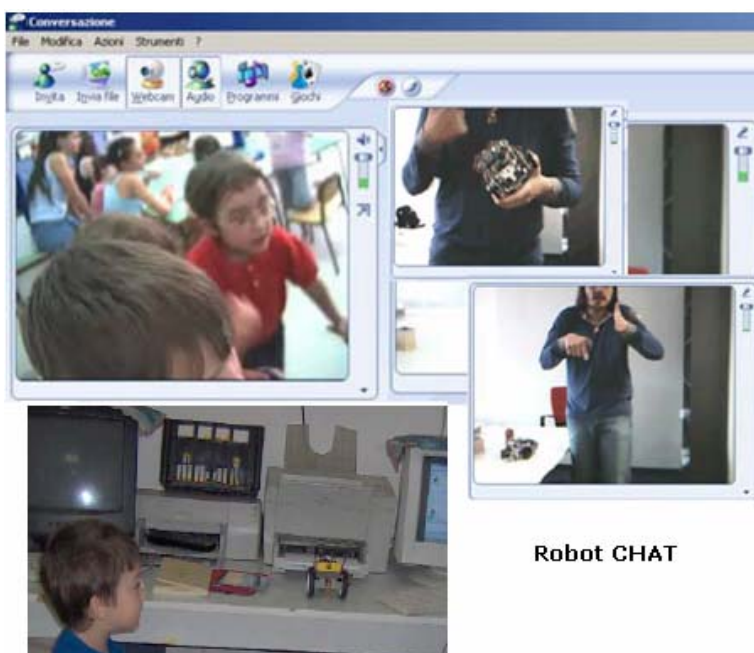 Conversazione
File Modifica Azioni Strumenti ?
Invita Invia file Webcam Audio Programmi Giochi
Robot CHAT